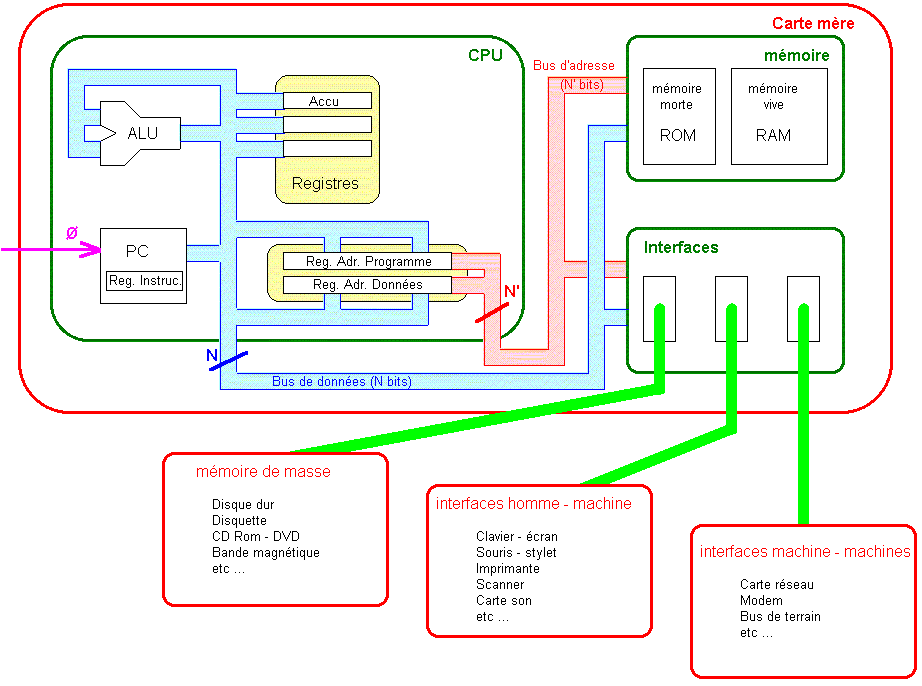 Carte mère
CPU
mémoire
Bus d'adresse
(N' bits)
mémoire
morte
ROM
mémoire
vive
RAM
Accu
ALU
Registres
Ø
PC
Reg. Instruc.
Reg. Adr. Programme
Reg. Adr. Données
N'
Interfaces
N
Bus de données (N bits)
mémoire de masse
Disque dur
Disquette
CD Rom - DVD
Bande magnétique
etc ...
interfaces homme - machine
Clavier - écran
Souris - stylet
Imprimante
Scanner
Carte son
etc ...
interfaces machine - machines
Carte réseau
Modem
Bus de terrain
etc ...